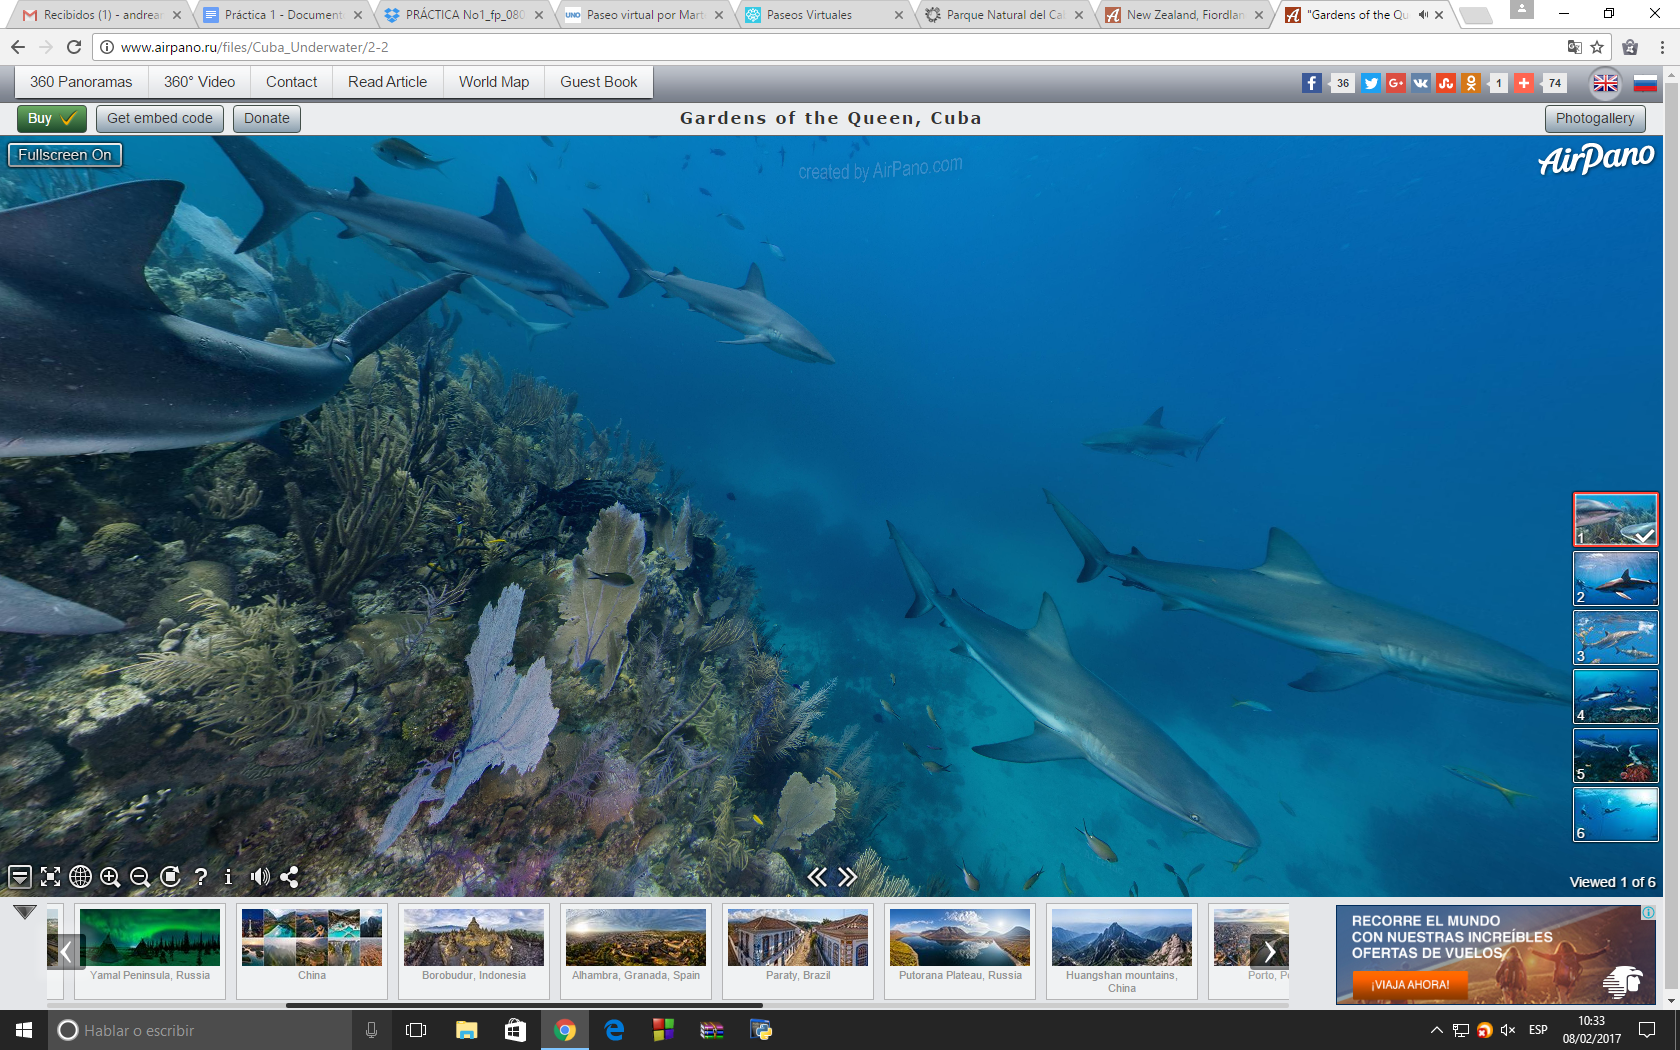 Recibidos (1) - andrear
Práctica 1 - Document
PRÁCTICA No1_fp_080
Paseo virtual por Mart
Paseos Virtuales
Parque Natural del Cal
New Zealand, Fiordlan
"Gardens of the Qu
www.airpano.ru/files/Cuba_Underwater/2-2
360 Panoramas
360° Video
Contact
Read Article
World Map
Guest Book
36
1
74
Buy
Get embed code
Donate
Gardens of the Queen, Cuba
Photogallery
Fullscreen On
created by AirPano.com
AirPano
1
2
3
4
5
6
Viewed 1 of 6
Yamal Peninsula, Russia
China
Borobudur, Indonesia
Alhambra, Granada, Spain
Paraty, Brazil
Putorana Plateau, Russia
Huangshan mountains,
China
Porto, P
RECORRE EL MUNDO
CON NUESTRAS INCREÍBLES
OFERTAS DE VUELOS
¡VIAJA AHORA!
Hablar o escribir
ESP
10:33
08/02/2017